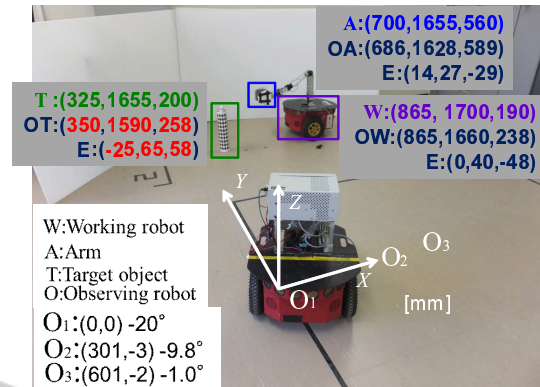 A:(700,1655,560)
OA:(686,1628,589)
E:(14,27,-29)
T:(325,1655,200)
OT:(350,1590,258)
E:(-25,65,58)
W:(865, 1700,190)
OW:(865,1660,238)
E:(0,40,-48)
Y
Z
X
O₁
O₂
O₃
[mm]
W:Working robot
A:Arm
T:Target object
O:Observing robot
O₁:(0,0) -20°
O₂:(301,-3) -9.8°
O₃:(601,-2) -1.0°